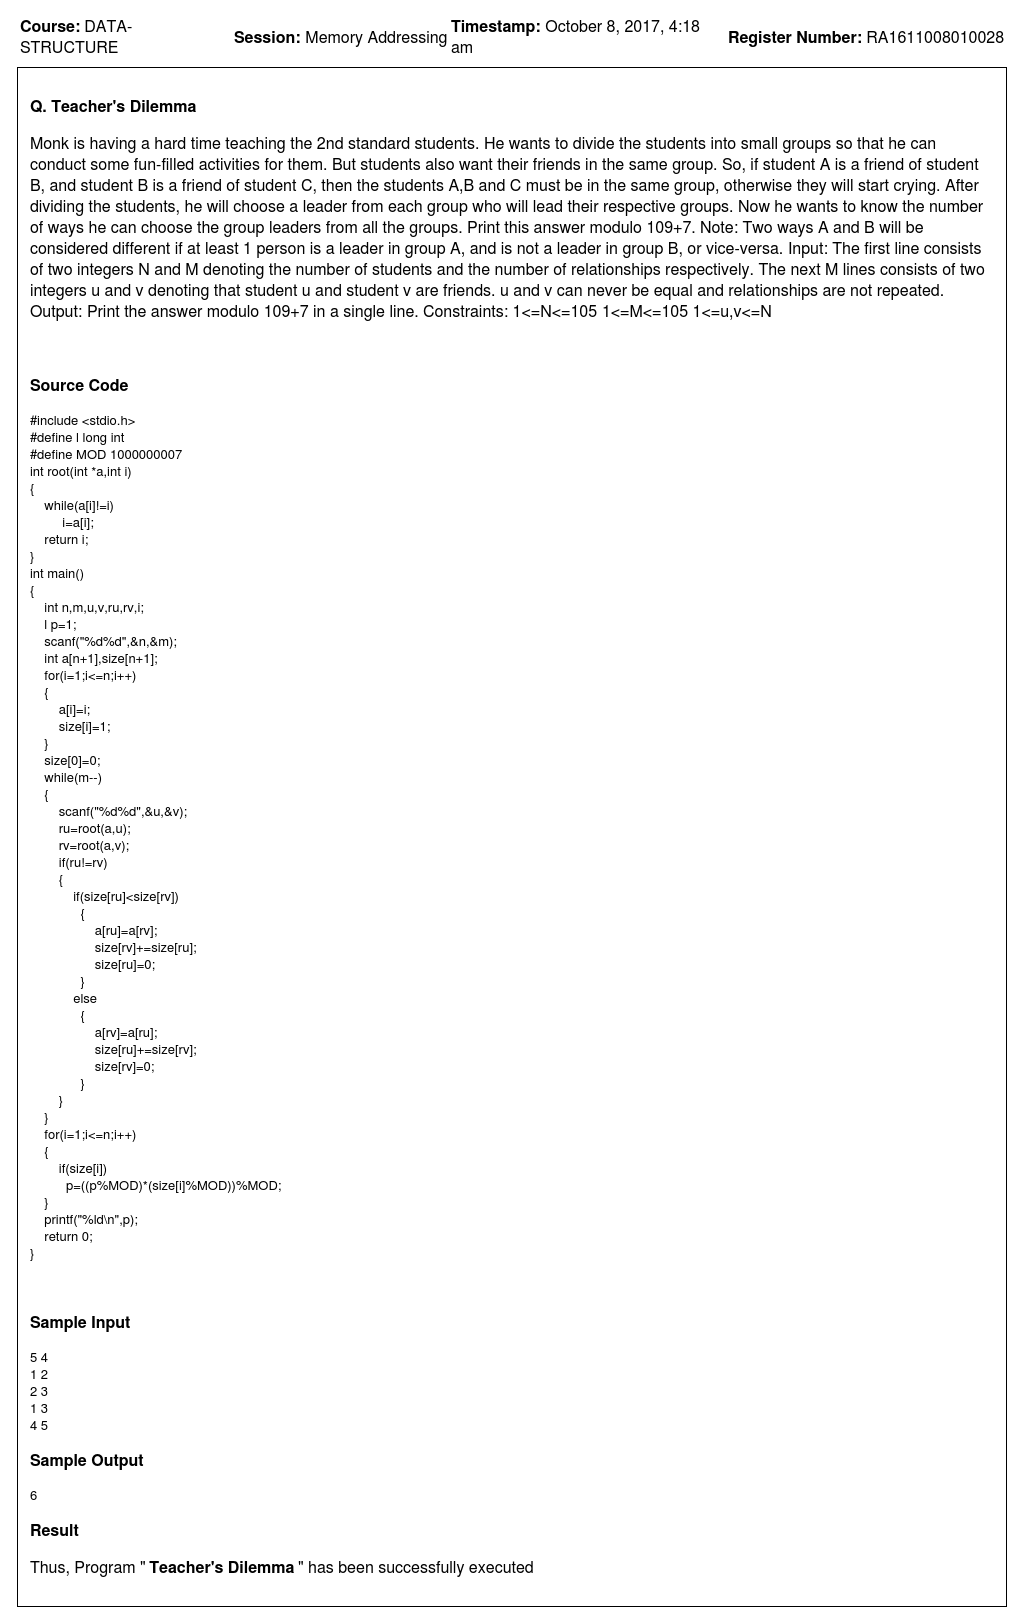 Course: DATA-STRUCTURE
Session: Memory Addressing
Timestamp: October 8, 2017, 4:18 am
Register Number: RA1611008010028
Q. Teacher's Dilemma
Monk is having a hard time teaching the 2nd standard students. He wants to divide the students into small groups so that he can
conduct some fun-filled activities for them. But students also want their friends in the same group. So, if student A is a friend of student
B, and student B is a friend of student C, then the students A,B and C must be in the same group, otherwise they will start crying. After
dividing the students, he will choose a leader from each group who will lead their respective groups. Now he wants to know the number
of ways he can choose the group leaders from all the groups. Print this answer modulo 109+7. Note: Two ways A and B will be
considered different if at least 1 person is a leader in group A, and is not a leader in group B, or vice-versa. Input: The first line consists
of two integers N and M denoting the number of students and the number of relationships respectively. The next M lines consists of two
integers u and v denoting that student u and student v are friends. u and v can never be equal and relationships are not repeated.
Output: Print the answer modulo 109+7 in a single line. Constraints: 1<=N<=105 1<=M<=105 1<=u,v<=N
Source Code
#include <stdio.h>
#define l long int
#define MOD 1000000007
int root(int *a,int i)
{
while(a[i]!=i)
i=a[i];
return i;
}
int main()
{
int n,m,u,v,ru,rv,i;
l p=1;
scanf("%d%d",&n,&m);
int a[n+1],size[n+1];
for(i=1;i<=n;i++)
{
a[i]=i;
size[i]=1;
}
size[0]=0;
while(m--)
{
scanf("%d%d",&u,&v);
ru=root(a,u);
rv=root(a,v);
if(ru!=rv)
{
if(size[ru]<size[rv])
{
a[ru]=a[rv];
size[rv]+=size[ru];
size[ru]=0;
}
else
{
a[rv]=a[ru];
size[ru]+=size[rv];
size[rv]=0;
}
}
}
for(i=1;i<=n;i++)
{
if(size[i])
p=((p%MOD)*(size[i]%MOD))%MOD;
}
printf("%ld\n",p);
return 0;
}
Sample Input
5 4
1 2
2 3
1 3
4 5
Sample Output
6
Result
Thus, Program " Teacher's Dilemma " has been successfully executed